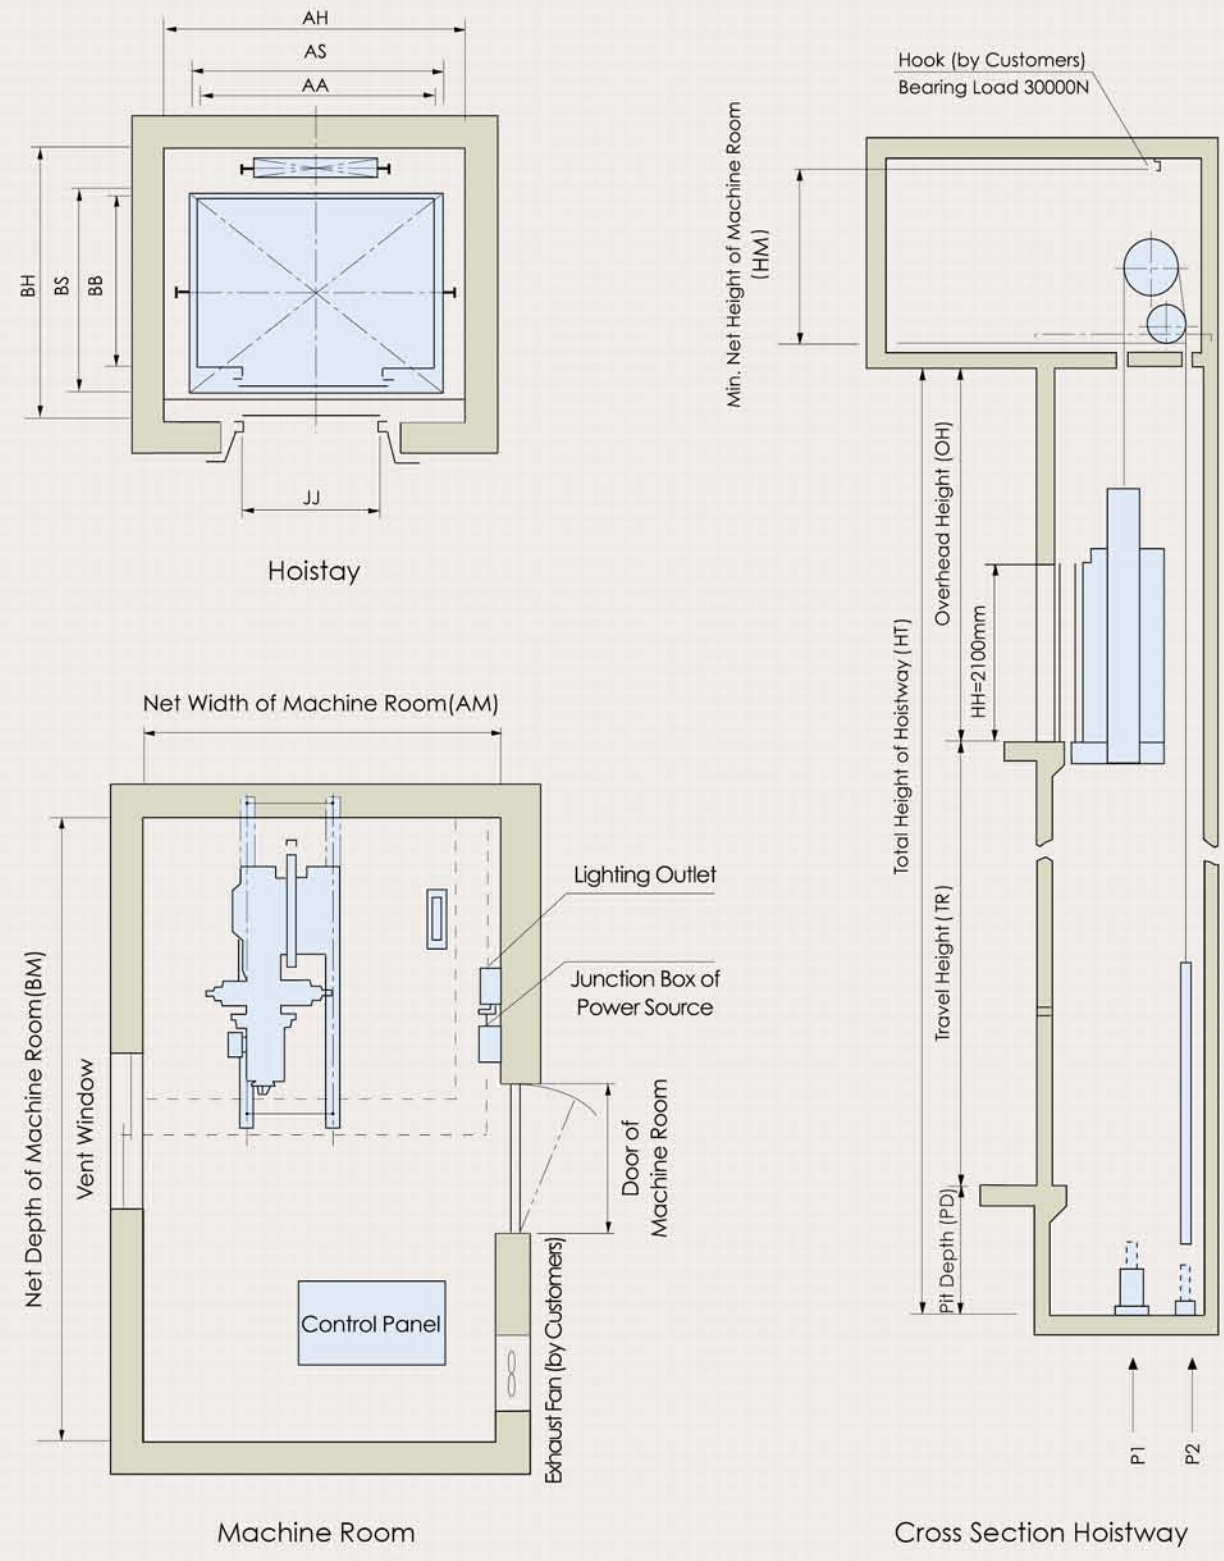 AH
AS
AA
BH
BS
BB
JJ
Hoistay
Hook (by Customers)
Bearing Load 30000N
Min. Net Height of Machine Room
(HM)
Overhead Height (OH)
HH=2100mm
Total Height of Hoistway (HT)
Travel Height (TR)
Pit Depth (PD)
P1
P2
Cross Section Hoistway
Net Width of Machine Room(AM)
Net Depth of Machine Room(BM)
Vent Window
Lighting Outlet
Junction Box of
Power Source
Door of
Machine Room
Control Panel
Exhaust Fan (by Customers)
Machine Room